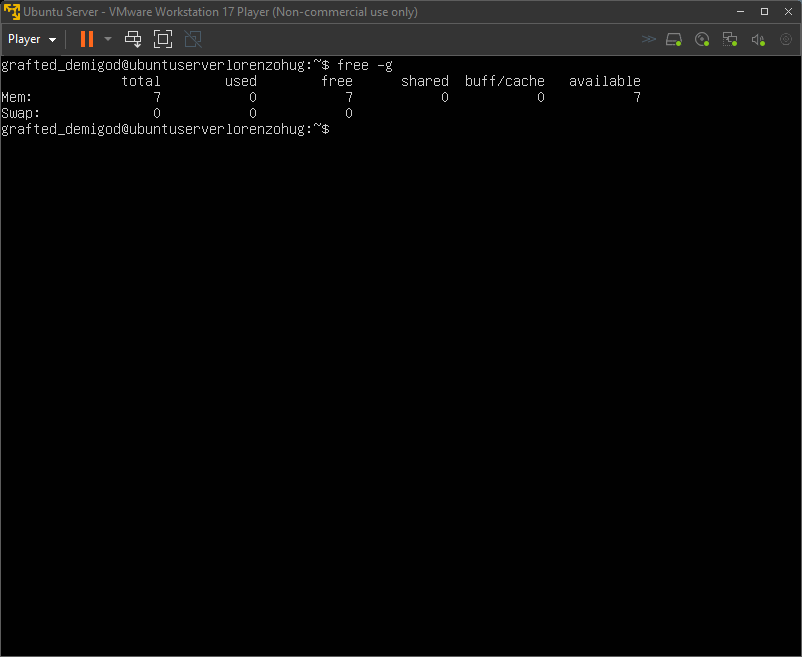 Ubuntu Server - VMware Workstation 17 Player (Non-commercial use only)
Player
grafted_demigod@ubuntuserverlorenzohug:~$ free -g
total used free shared buff/cache available
Mem: 7 0 7 0 0 7
Swap: 0 0 0
grafted_demigod@ubuntuserverlorenzohug:~$